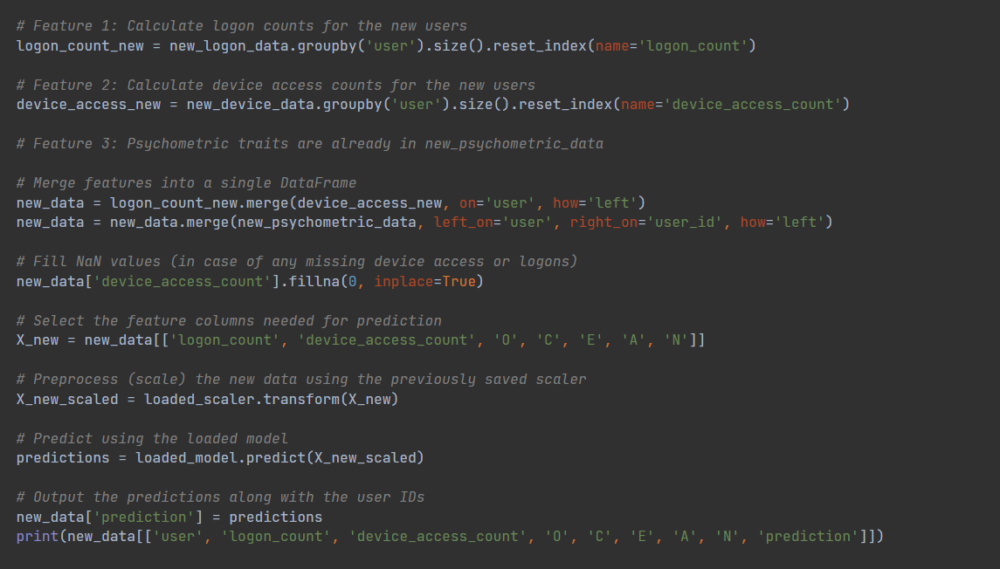 # Feature 1: Calculate logon counts for the new users
logon_count_new = new_logon_data.groupby('user').size().reset_index(name='logon_count')
# Feature 2: Calculate device access counts for the new users
device_access_new = new_device_data.groupby('user').size().reset_index(name='device_access_count')
# Feature 3: Psychometric traits are already in new_psychometric_data
# Merge features into a single DataFrame
new_data = logon_count_new.merge(device_access_new, on='user', how='left')
new_data = new_data.merge(new_psychometric_data, left_on='user', right_on='user_id', how='left')
# Fill NaN values (in case of any missing device access or logons)
new_data['device_access_count'].fillna(0, inplace=True)
# Select the feature columns needed for prediction
X_new = new_data[['logon_count', 'device_access_count', 'O', 'C', 'E', 'A', 'N']]
# Preprocess (scale) the new data using the previously saved scaler
X_new_scaled = loaded_scaler.transform(X_new)
# Predict using the loaded model
predictions = loaded_model.predict(X_new_scaled)
# Output the predictions along with the user IDs
new_data['prediction'] = predictions
print(new_data[['user', 'logon_count', 'device_access_count', 'O', 'C', 'E', 'A', 'N', 'prediction']])